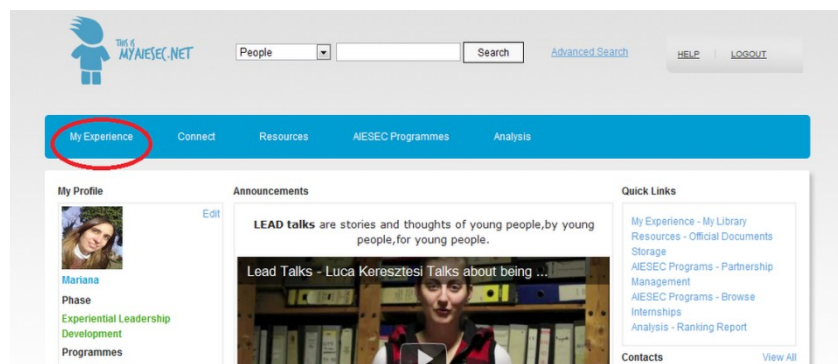 THIS IS
MYAIESEC.NET
People
Search
Advanced Search
HELP
LOGOUT
My Experience
Connect
Resources
AIESEC Programmes
Analysis
My Profile
Edit
Mariana
Phase
Experiential Leadership
Development
Programmes
Announcements
LEAD talks are stories and thoughts of young people,by young
people,for young people.
Lead Talks - Luca Keresztesi Talks about being ...
Quick Links
My Experience - My Library
Resources - Official Documents
Storage
AIESEC Programs - Partnership
Management
AIESEC Programs - Browse
Internships
Analysis - Ranking Report
Contacts
View All